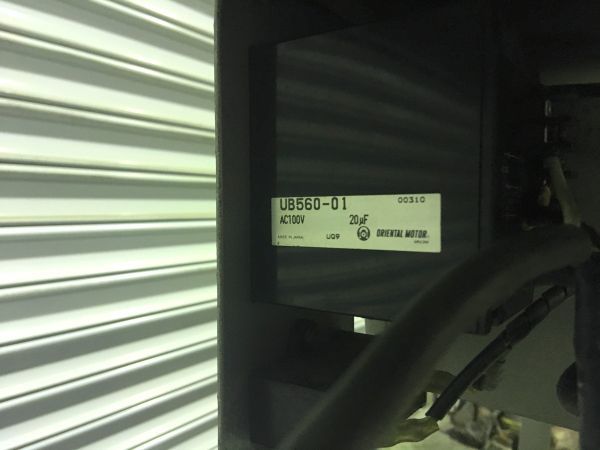 UB560-01 00310
AC100V 20μF
MADE IN JAPAN UQ9 ORIENTAL MOTOR